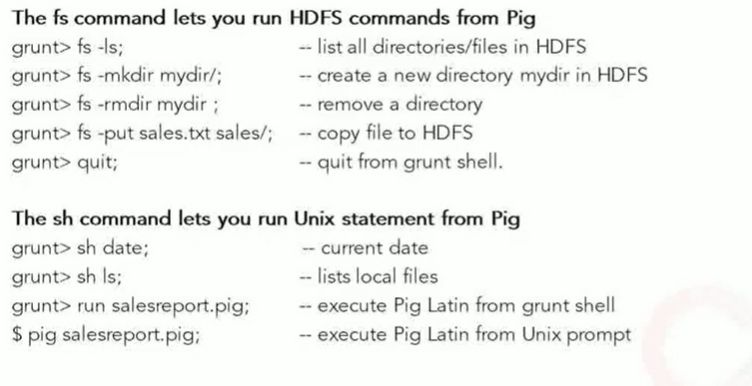 The fs command lets you run HDFS commands from Pig
grunt> fs -ls; -- list all directories/files in HDFS
grunt> fs -mkdir mydir/; -- create a new directory mydir in HDFS
grunt> fs -rmdir mydir ; -- remove a directory
grunt> fs -put sales.txt sales/; -- copy file to HDFS
grunt> quit; -- quit from grunt shell.
The sh command lets you run Unix statement from Pig
grunt> sh date; -- current date
grunt> sh ls; -- lists local files
grunt> run salesreport.pig; -- execute Pig Latin from grunt shell
$ pig salesreport.pig; -- execute Pig Latin from Unix prompt